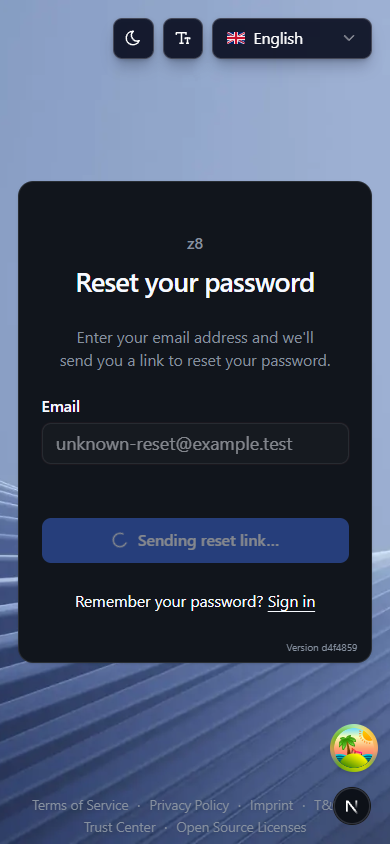 English
z8
Reset your password
Enter your email address and we'll
send you a link to reset your password.
Email
unknown-reset@example.test
Sending reset link...
Remember your password? Sign in
Version d4f4859
Terms of Service · Privacy Policy · Imprint · T&
Trust Center · Open Source Licenses
N